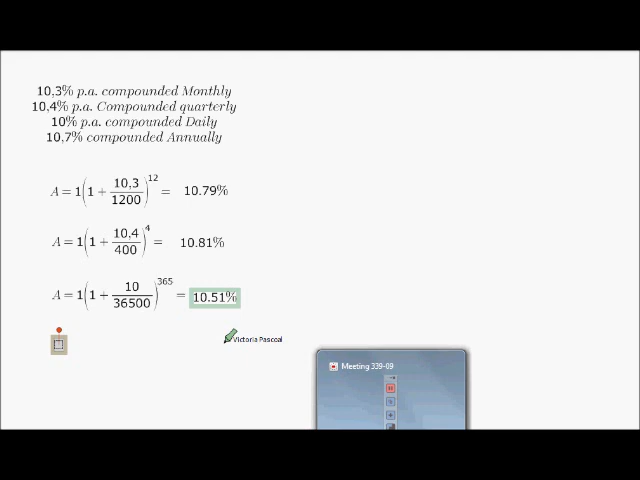 10,3% p.a. compounded Monthly
10,4% p.a. Compounded quarterly
10% p.a. compounded Daily
10,7% compounded Annually
A = 1(1 + 10,3/1200)^12 = 10.79%
A = 1(1 + 10,4/400)^4 = 10.81%
A = 1(1 + 10/36500)^365 = 10.51%
Victoria Pascoal
Meeting 339-09